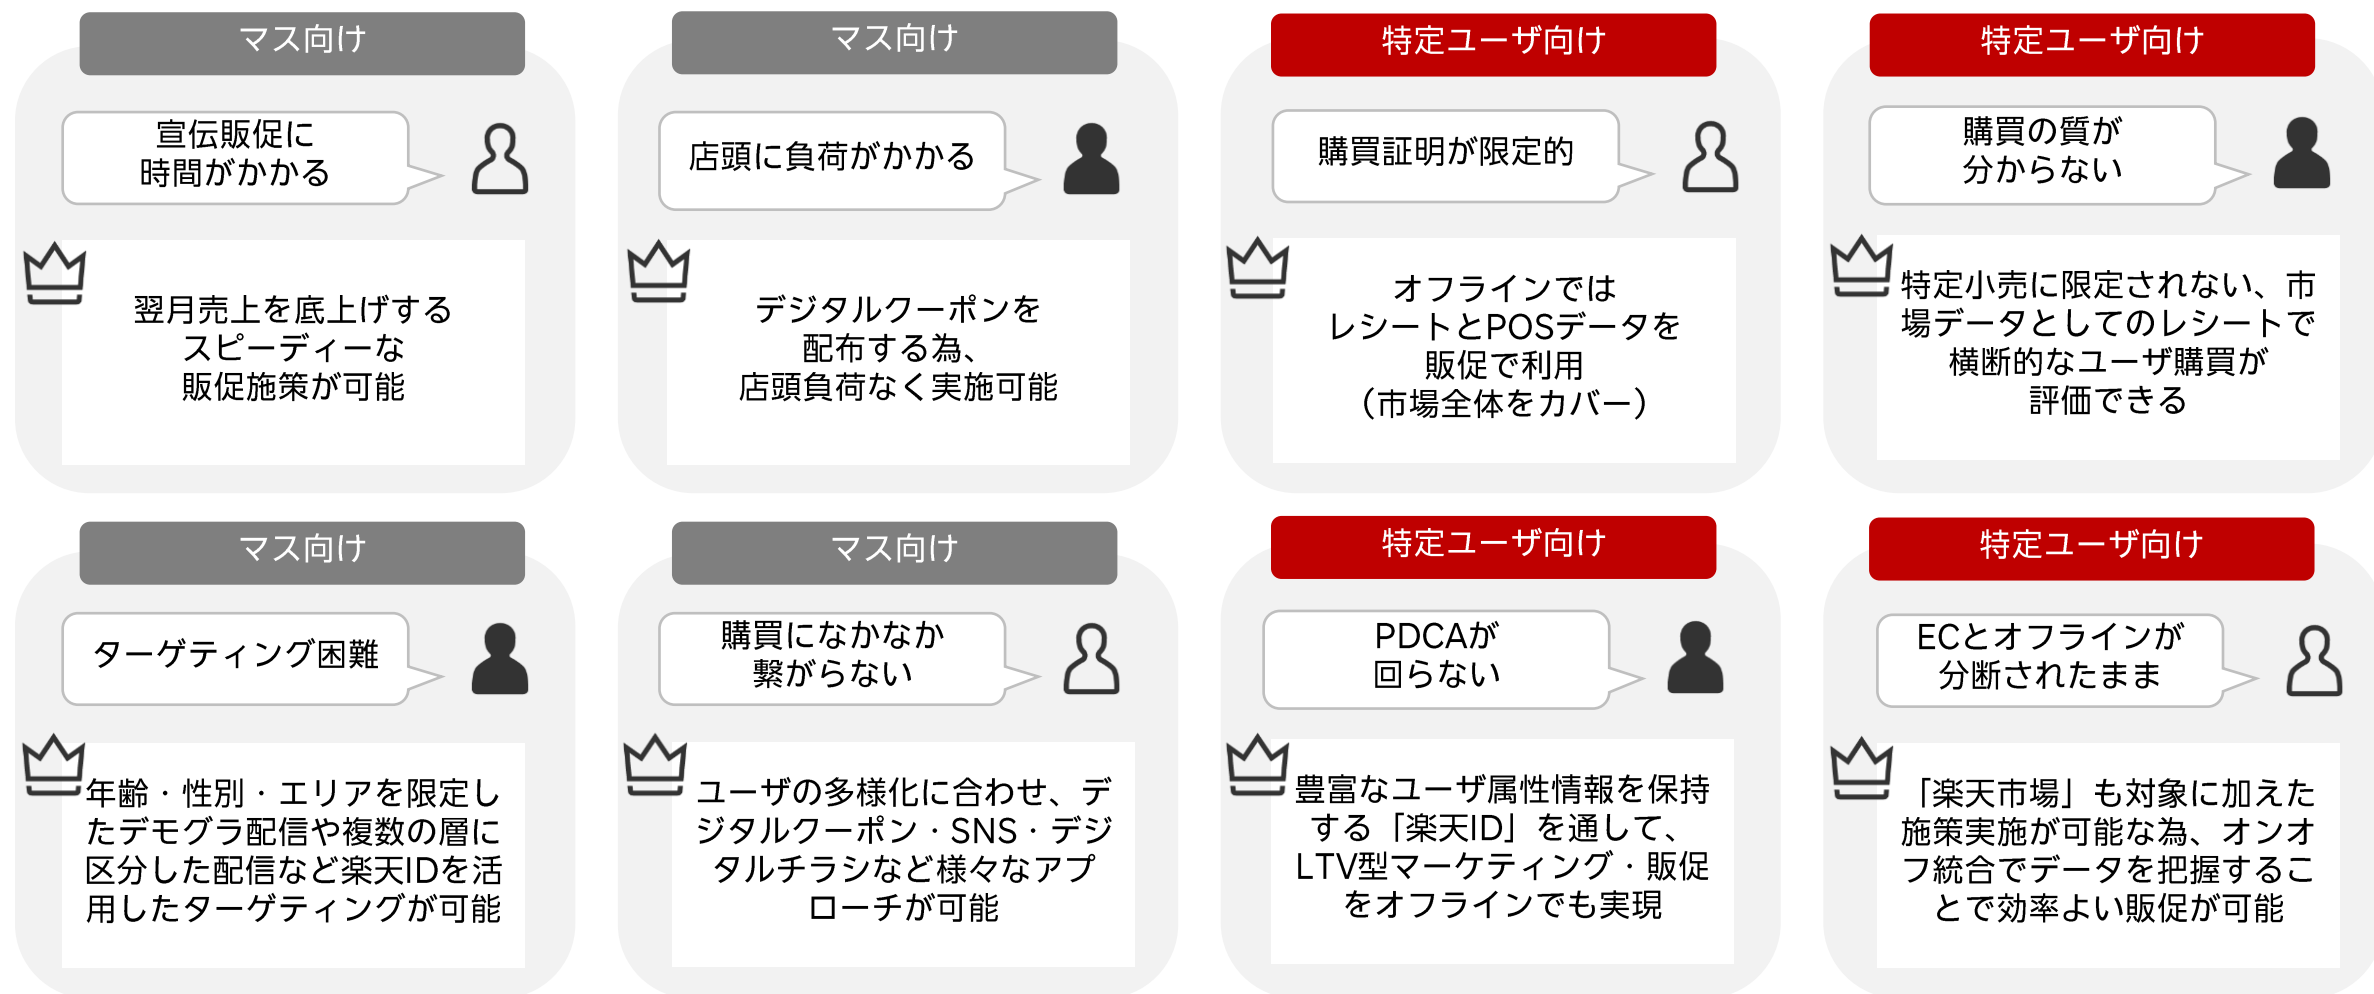 マス向け
宣伝販促に
時間がかかる
翌月売上を底上げする
スピーディーな
販促施策が可能
マス向け
店頭に負荷がかかる
デジタルクーポンを
配布する為、
店頭負荷なく実施可能
特定ユーザ向け
購買証明が限定的
オフラインでは
レシートとPOSデータを
販促で利用
（市場全体をカバー）
特定ユーザ向け
購買の質が
分からない
特定小売に限定されない、市
場データとしてのレシートで
横断的なユーザ購買が
評価できる
マス向け
ターゲティング困難
年齢・性別・エリアを限定し
たデモグラ配信や複数の層に
区分した配信など楽天IDを活
用したターゲティングが可能
マス向け
購買になかなか
繋がらない
ユーザの多様化に合わせ、デ
ジタルクーポン・SNS・デジ
タルチラシなど様々なアプ
ローチが可能
特定ユーザ向け
PDCAが
回らない
豊富なユーザ属性情報を保持
する「楽天ID」を通して、
LTV型マーケティング・販促
をオフラインでも実現
特定ユーザ向け
ECとオフラインが
分断されたまま
「楽天市場」も対象に加えた
施策実施が可能な為、オンオ
フ統合でデータを把握するこ
とで効率よい販促が可能